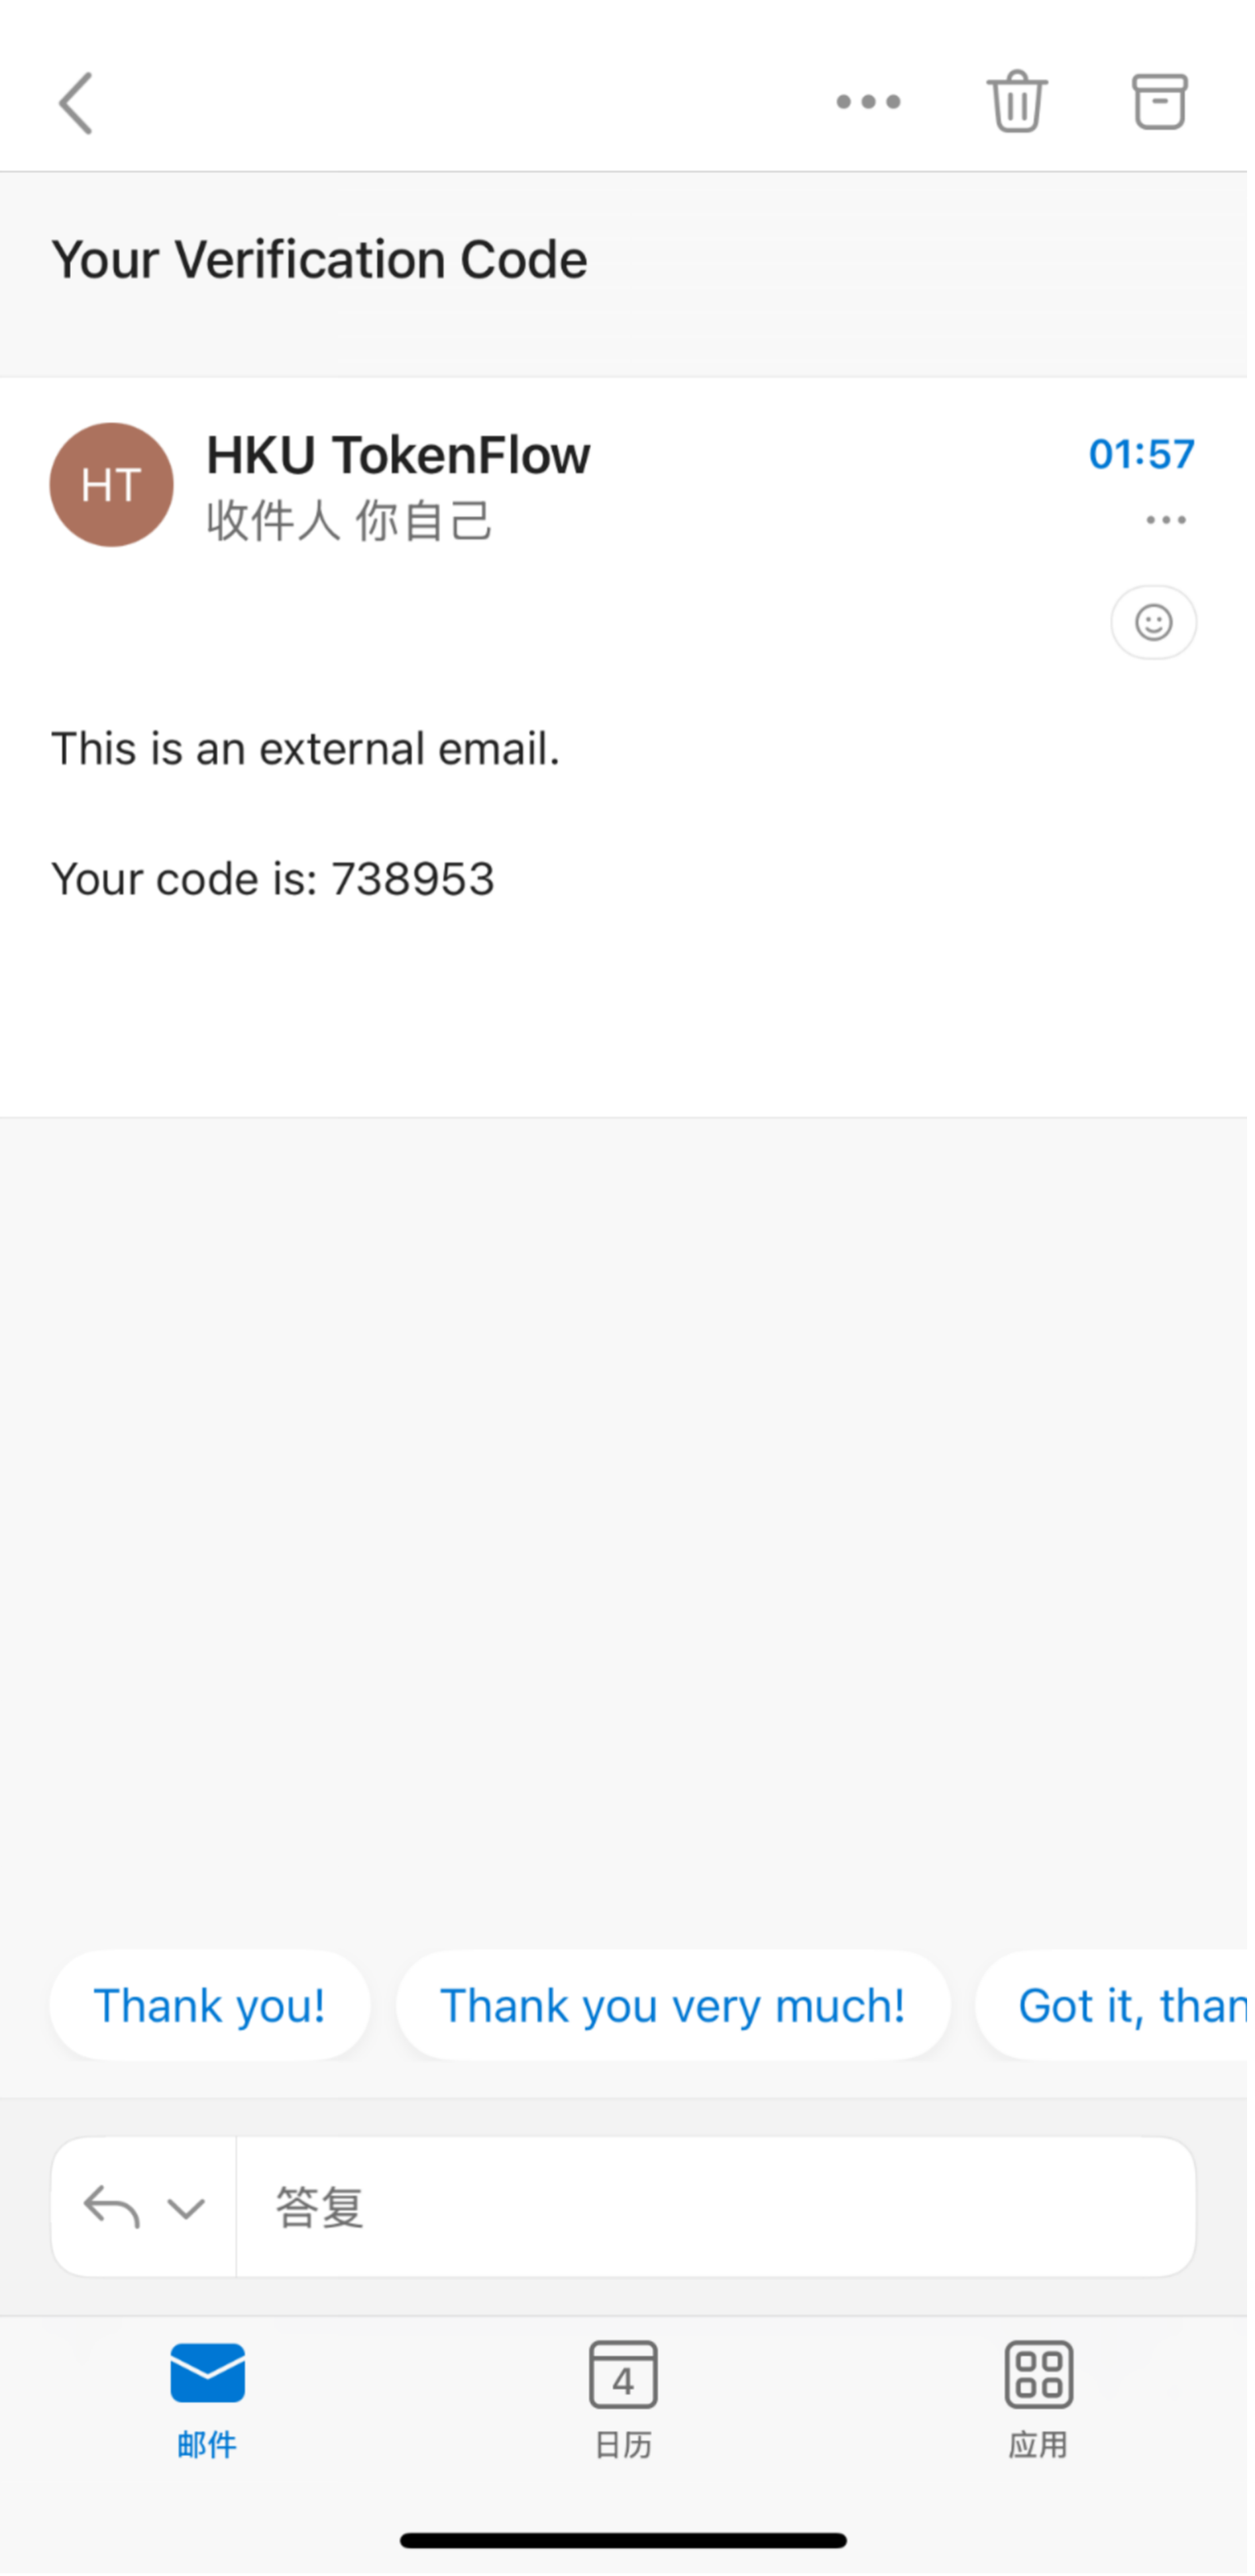 Your Verification Code
HT
HKU TokenFlow
01:57
收件人 你自己
This is an external email.
Your code is: 738953
Thank you!
Thank you very much!
Got it, than
答复
4
邮件
日历
应用